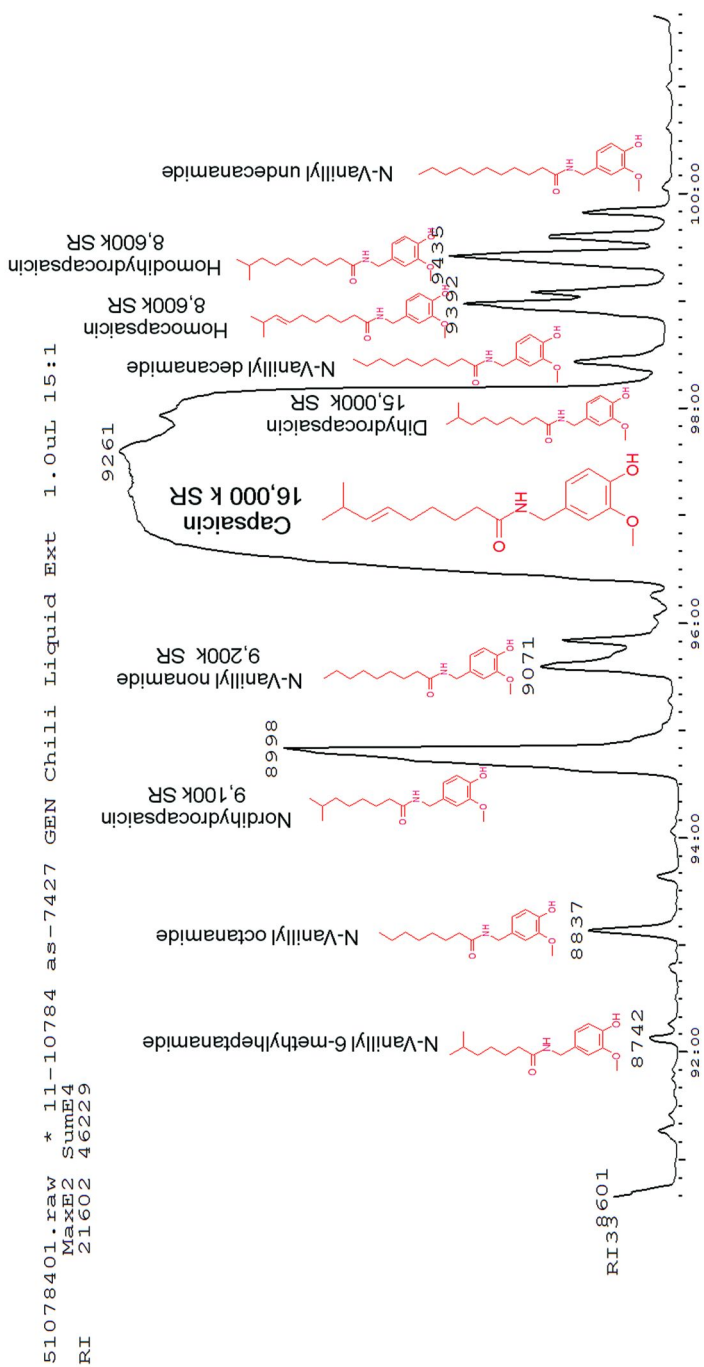 51078401.raw * 11-10784 as-7427 GEN Chili Liquid Ext 1.0uL 15:1
MaxE2 SumE4
RI 21602 46229
N-Vanillyl 6-methylheptanamide
8742
N-Vanillyl octanamide
8837
Nordihydrocapsaicin
9,100k SR
8998
N-Vanillyl nonamide
9,200k SR
9071
Capsaicin
16,000 k SR
9261
Dihydrocapsaicin
15,000k SR
N-Vanillyl decanamide
Homocapsaicin
8,600k SR
9392
Homodihydrocapsaicin
8,600k SR
9435
N-Vanillyl undecanamide
92:00 94:00 96:00 98:00 100:00